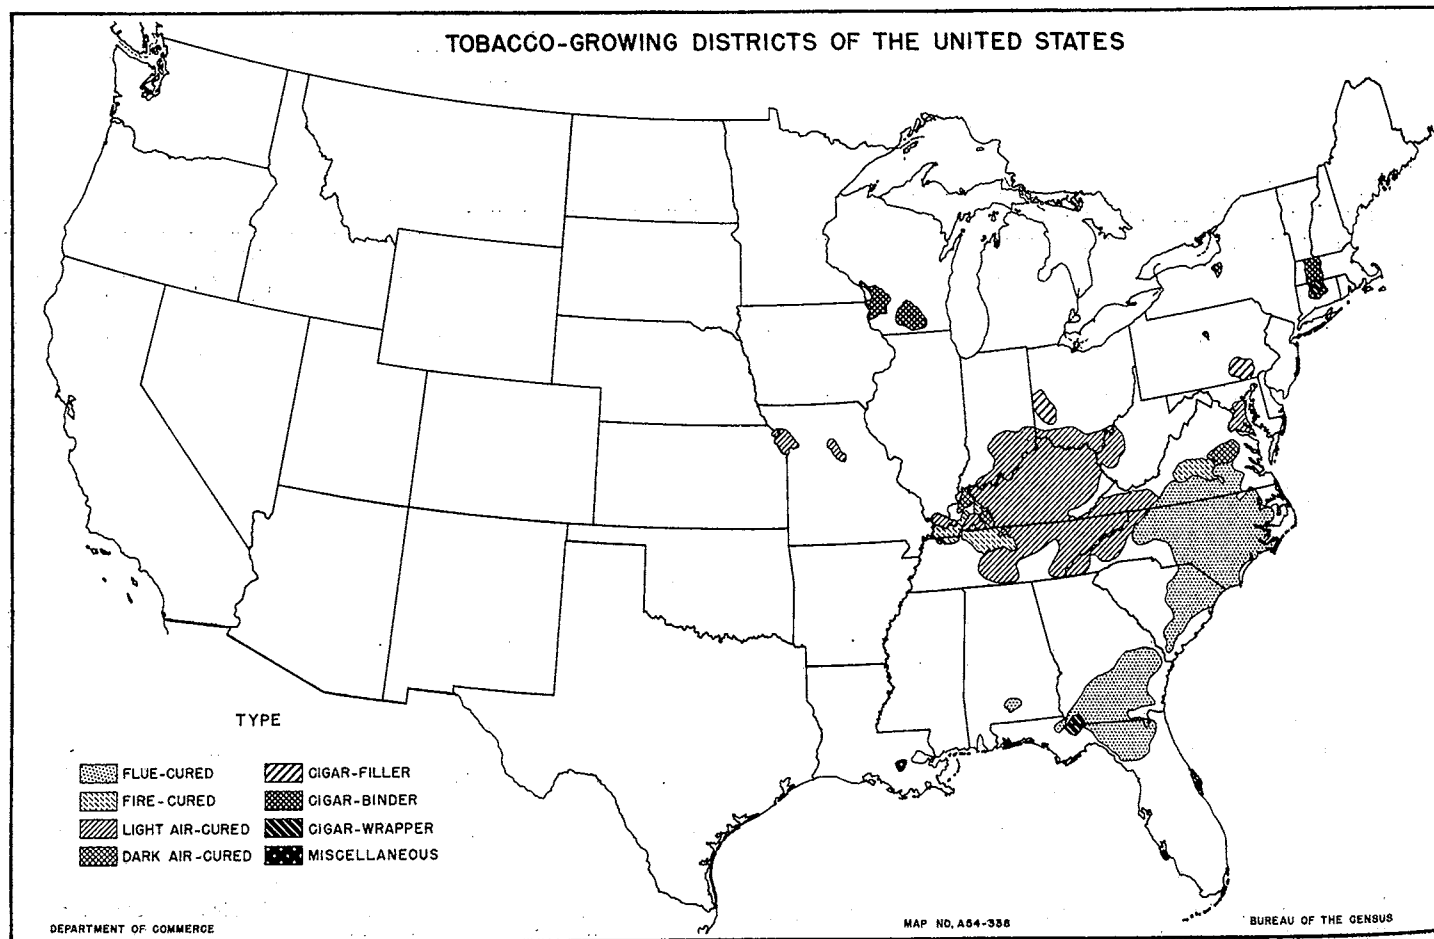 TOBACCO-GROWING DISTRICTS OF THE UNITED STATES
TYPE
FLUE-CURED
FIRE-CURED
LIGHT AIR-CURED
DARK AIR-CURED
CIGAR-FILLER
CIGAR-BINDER
CIGAR-WRAPPER
MISCELLANEOUS
DEPARTMENT OF COMMERCE
MAP NO. A54-336
BUREAU OF THE CENSUS